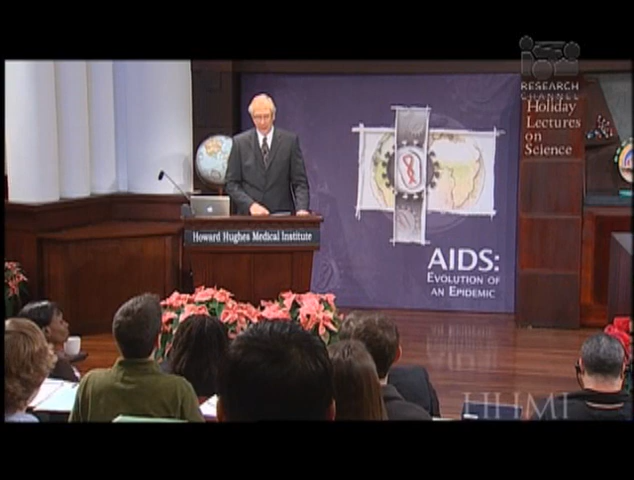 RESEARCH
CHANNEL
Holiday
Lectures
on
Science
Howard Hughes Medical Institute
AIDS:
EVOLUTION OF
AN EPIDEMIC
HHMI